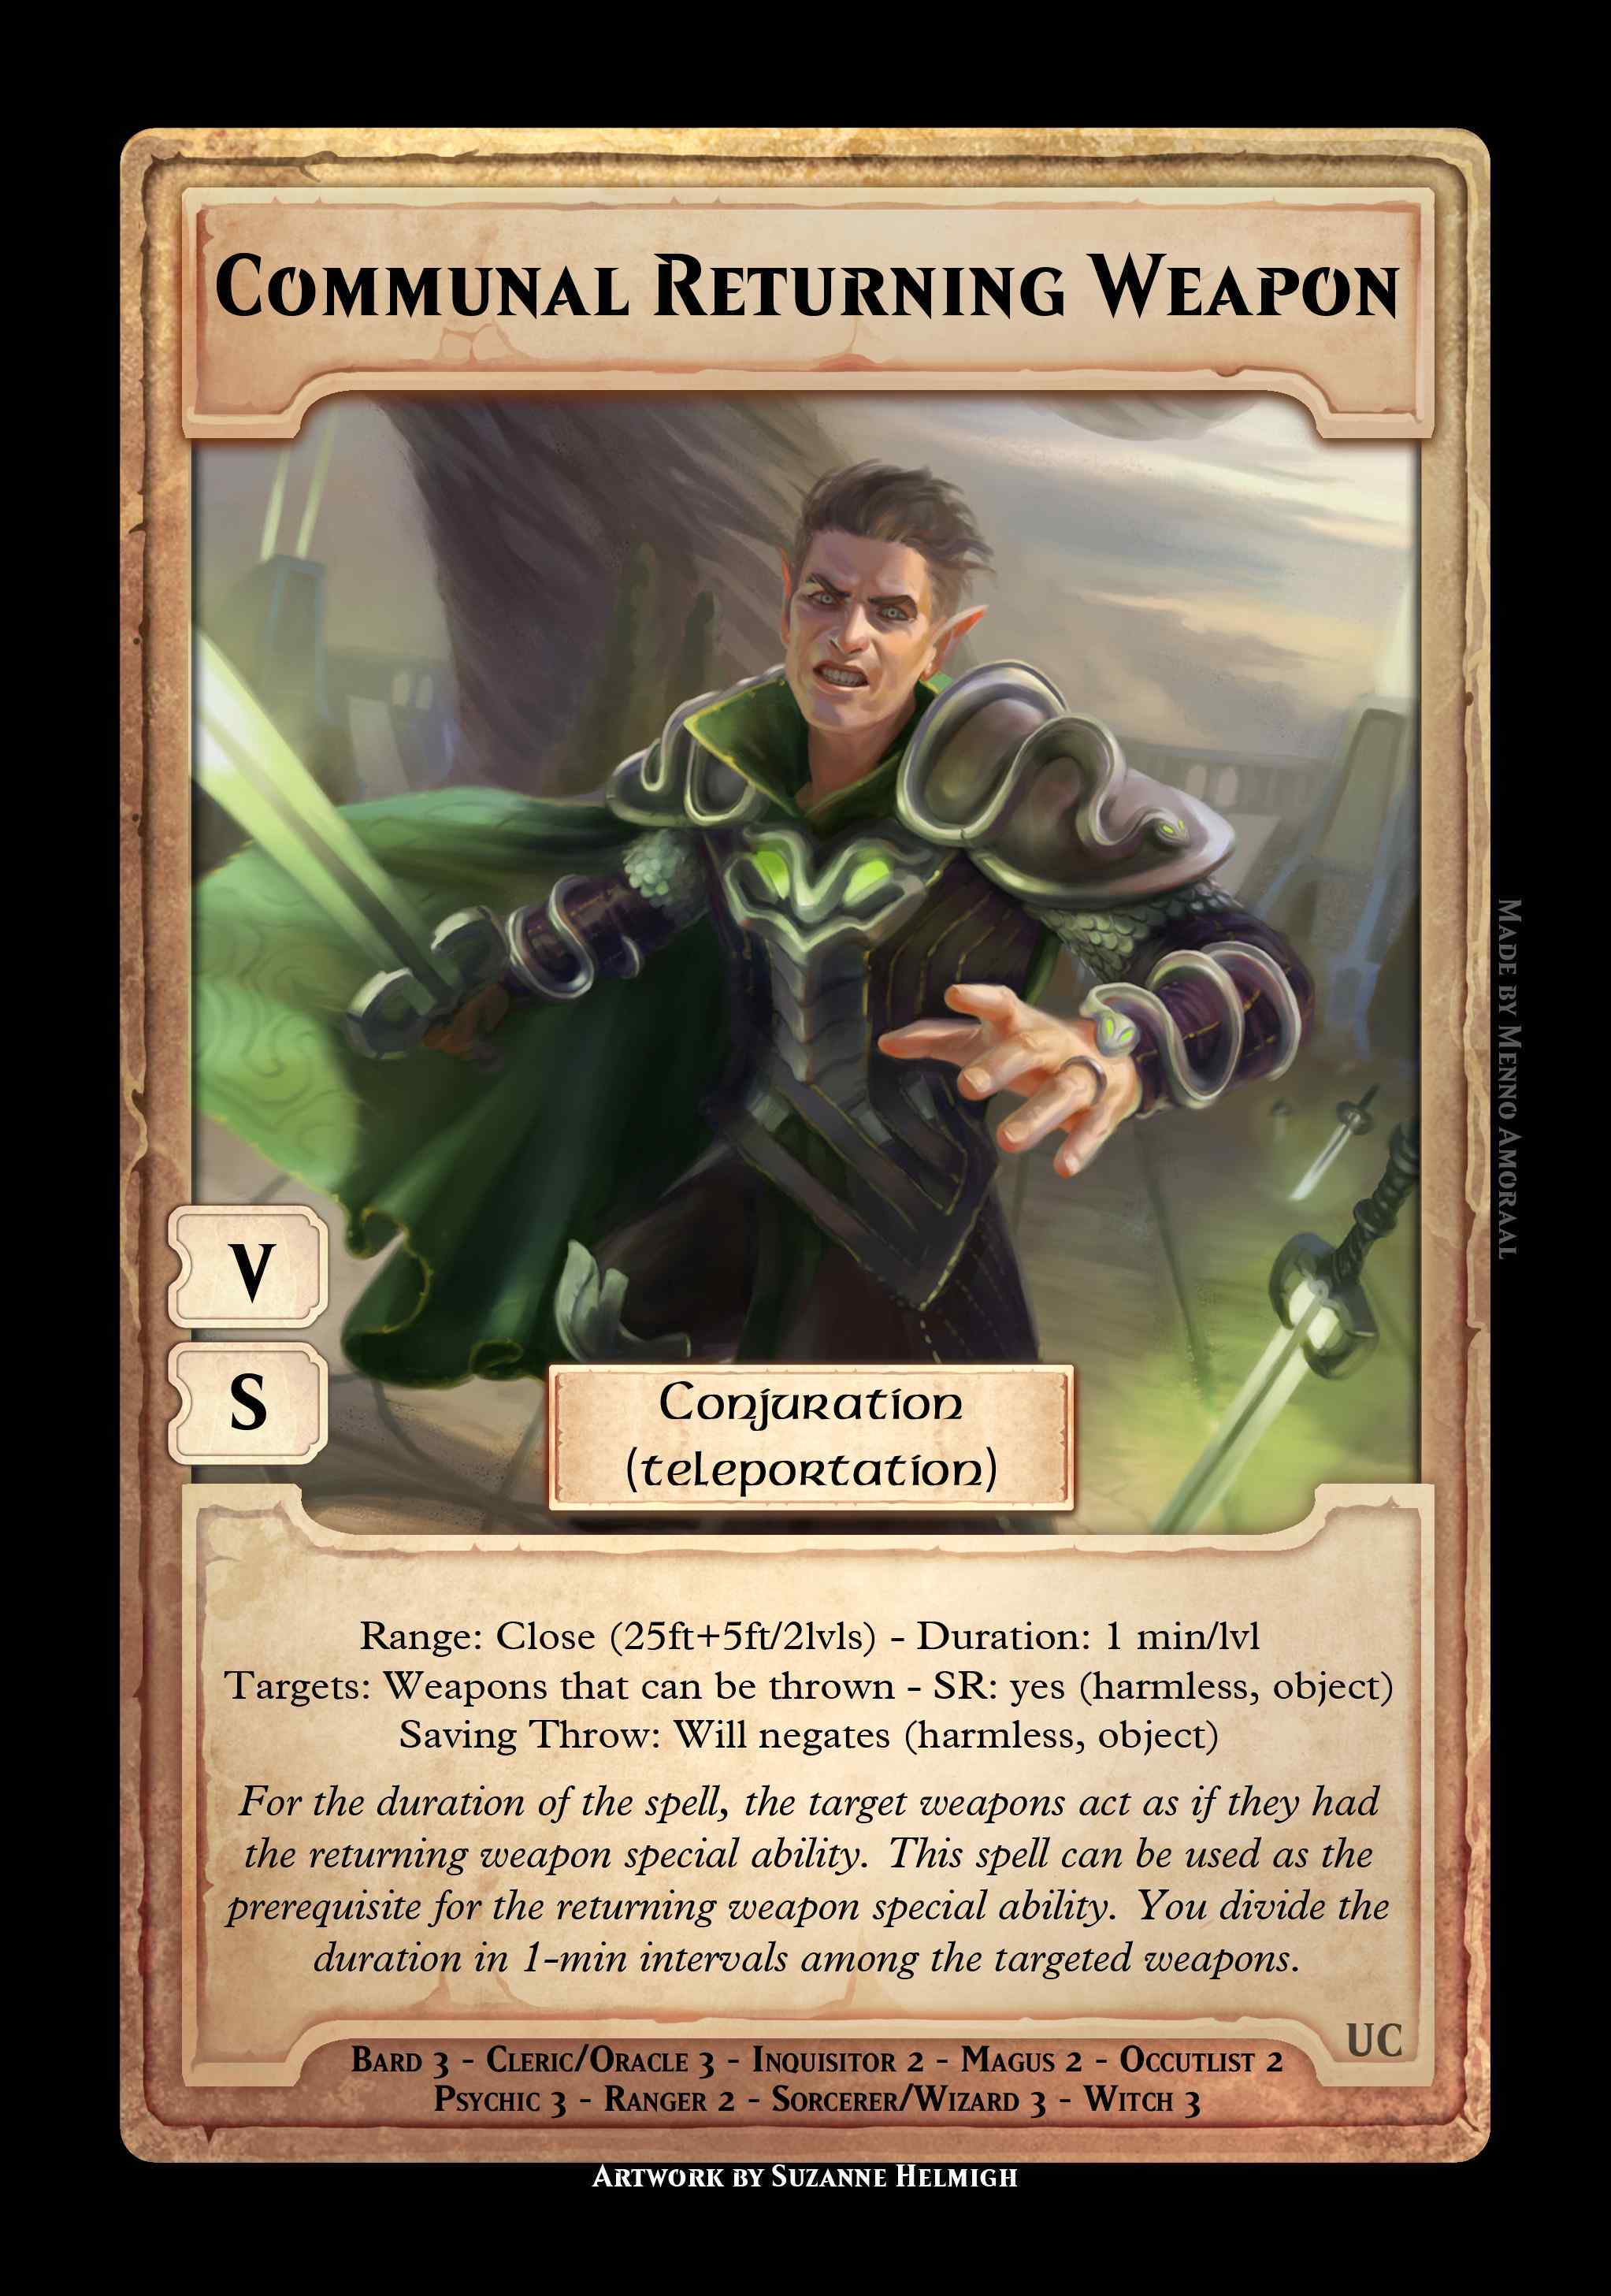 Communal Returning Weapon
V
S
Conjuration
(teleportation)
Range: Close (25ft+5ft/2lvls) - Duration: 1 min/lvl
Targets: Weapons that can be thrown - SR: yes (harmless, object)
Saving Throw: Will negates (harmless, object)
For the duration of the spell, the target weapons act as if they had
the returning weapon special ability. This spell can be used as the
prerequisite for the returning weapon special ability. You divide the
duration in 1-min intervals among the targeted weapons.
UC
Bard 3 - Cleric/Oracle 3 - Inquisitor 2 - Magus 2 - Occutlist 2
Psychic 3 - Ranger 2 - Sorcerer/Wizard 3 - Witch 3
Artwork by Suzanne Helmigh
Made by Menno Amoraal